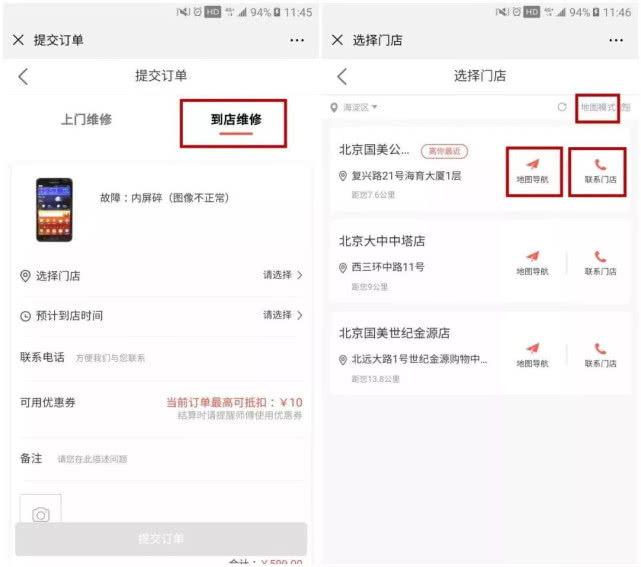 HD 94% 11:45
提交订单
提交订单
上门维修
到店维修
故障：内屏碎（图像不正常）
选择门店
请选择
预计到店时间
请选择
联系电话
方便我们与您联系
可用优惠券
当前订单最高可抵扣：￥10
结算时请提醒师傅使用优惠券
备注
请您在此描述问题
提交订单
合计：￥599.00
HD 94% 11:46
选择门店
选择门店
海淀区
地图模式
北京国美公...
离你最近
复兴路21号海育大厦1层
距您7.6公里
地图导航
联系门店
北京大中中塔店
西三环中路11号
距您9公里
地图导航
联系门店
北京国美世纪金源店
北远大路1号世纪金源购物中...
距您13.8公里
地图导航
联系门店